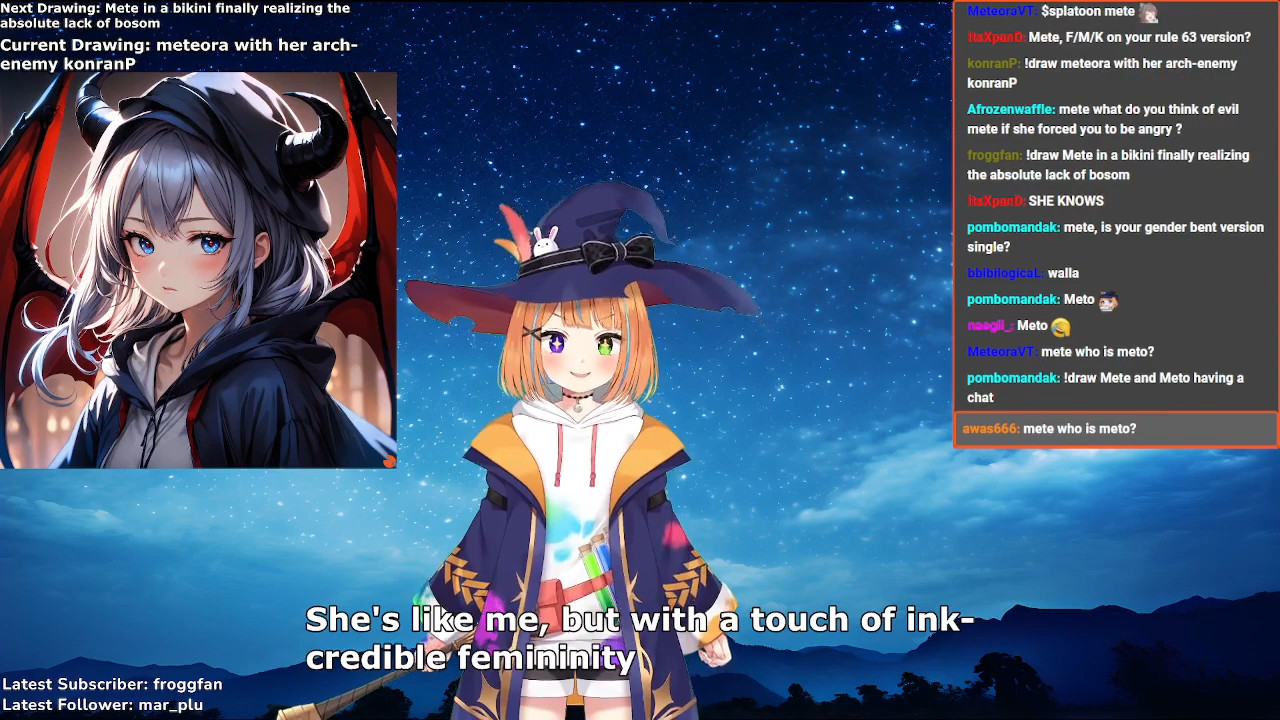 Next Drawing: Mete in a bikini finally realizing the
absolute lack of bosom
Current Drawing: meteora with her arch-
enemy konranP
MeteoraVT: $splatoon mete
ItaXpanD: Mete, F/M/K on your rule 63 version?
konranP: !draw meteora with her arch-enemy
konranP
Afrozenwaffle: mete what do you think of evil
mete if she forced you to be angry ?
froggfan: !draw Mete in a bikini finally realizing
the absolute lack of bosom
ItaXpanD: SHE KNOWS
pombomandak: mete, is your gender bent version
single?
bbibilogicaL: walla
pombomandak: Meto
naagii_: Meto
MeteoraVT: mete who is meto?
pombomandak: !draw Mete and Meto having a
chat
awas666: mete who is meto?
She's like me, but with a touch of ink-
credible femininity
Latest Subscriber: froggfan
Latest Follower: mar_plu